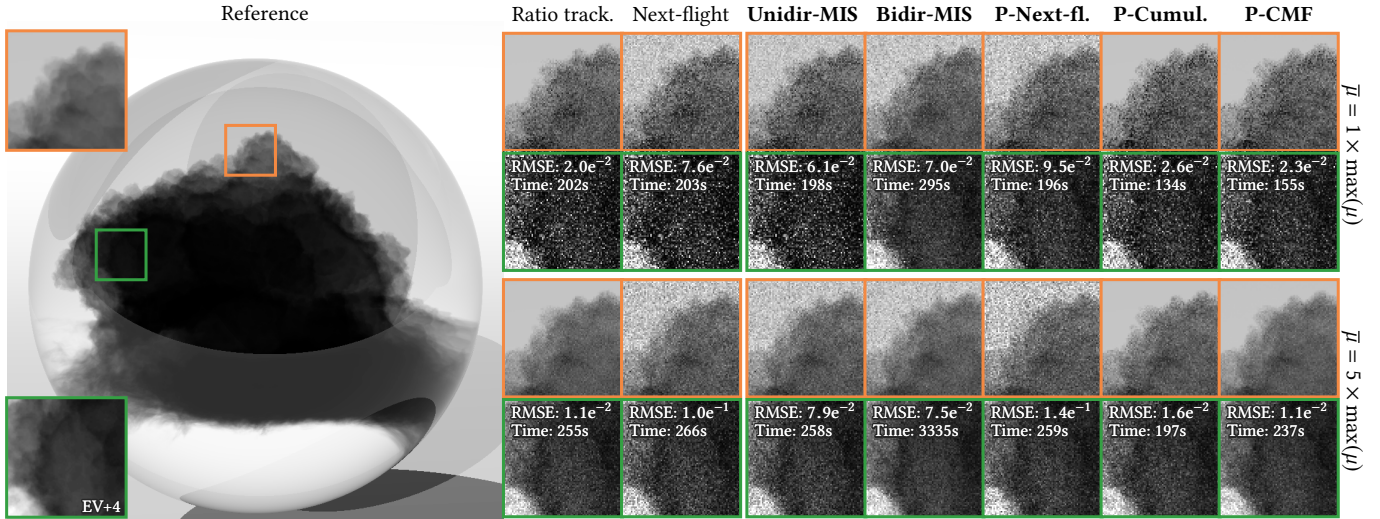 Reference
Ratio track. Next-flight Unidir-MIS Bidir-MIS P-Next-fl. P-Cumul. P-CMF
RMSE: 2.0e⁻² RMSE: 7.6e⁻² RMSE: 6.1e⁻² RMSE: 7.0e⁻² RMSE: 9.5e⁻² RMSE: 2.6e⁻² RMSE: 2.3e⁻²
Time: 202s Time: 203s Time: 198s Time: 295s Time: 196s Time: 134s Time: 155s
μ̅ = 1 × max(μ)
RMSE: 1.1e⁻² RMSE: 1.0e⁻¹ RMSE: 7.9e⁻² RMSE: 7.5e⁻² RMSE: 1.4e⁻¹ RMSE: 1.6e⁻² RMSE: 1.1e⁻²
Time: 255s Time: 266s Time: 258s Time: 3335s Time: 259s Time: 197s Time: 237s
μ̅ = 5 × max(μ)
EV+4